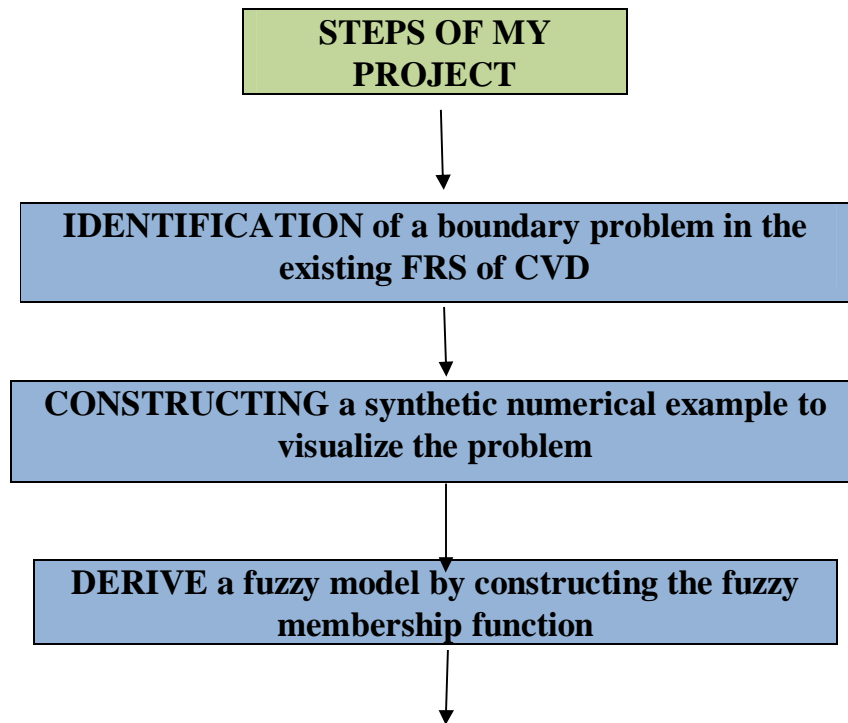 STEPS OF MY
PROJECT
IDENTIFICATION of a boundary problem in the
existing FRS of CVD
CONSTRUCTING a synthetic numerical example to
visualize the problem
DERIVE a fuzzy model by constructing the fuzzy
membership function